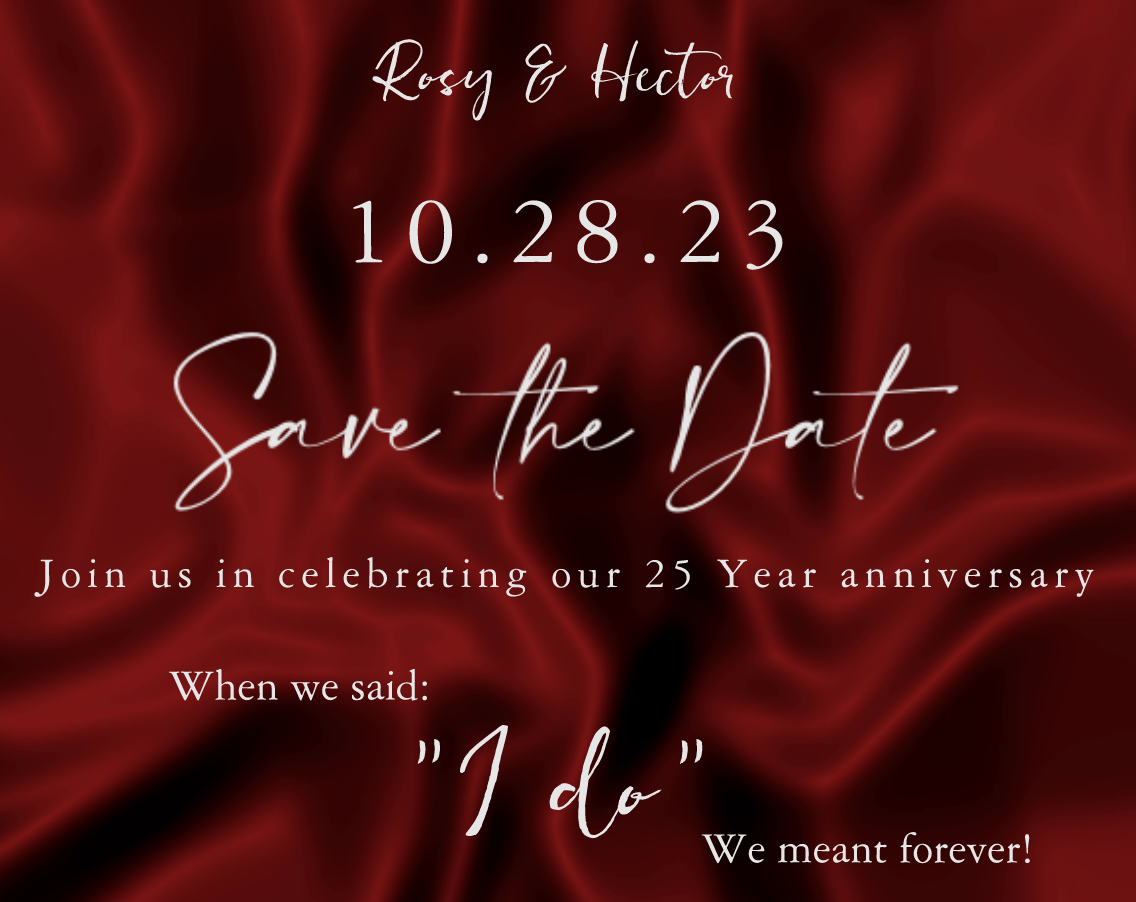 Rosy & Hector
10.28.23
Save the Date
Join us in celebrating our 25 Year anniversary
When we said:
"I do"
We meant forever!